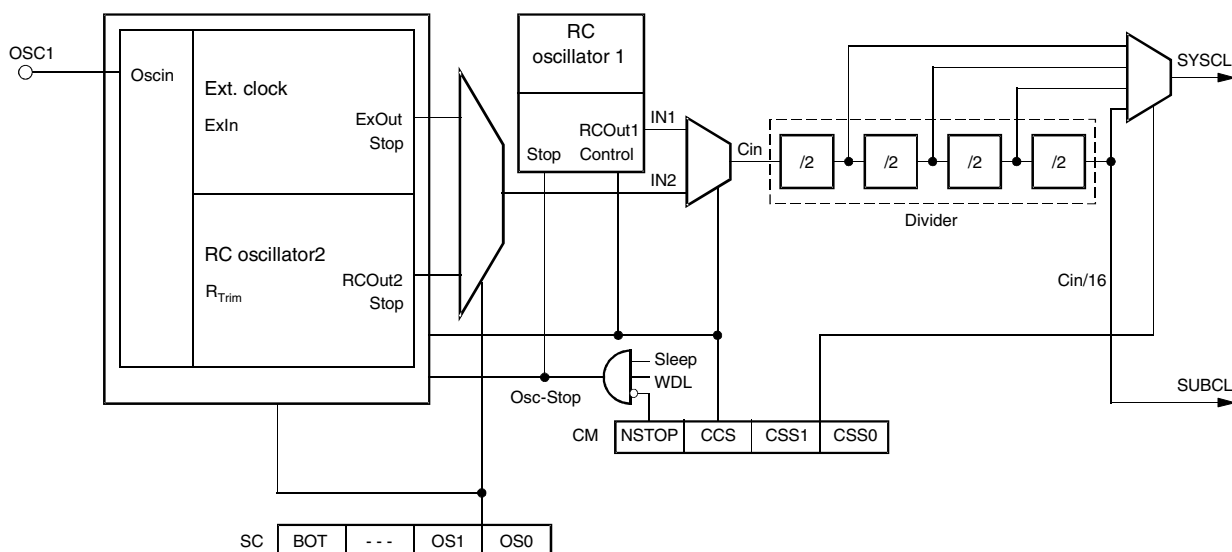 OSC1
Oscin
Ext. clock
ExIn
ExOut
Stop
RC oscillator2
RTrim
RCOut2
Stop
RC
oscillator 1
RCOut1
Stop Control
IN1
IN2
Cin
/2 /2 /2 /2
Divider
SYSCL
Cin/16
SUBCL
Sleep
WDL
Osc-Stop
CM NSTOP CCS CSS1 CSS0
SC BOT - - - OS1 OS0